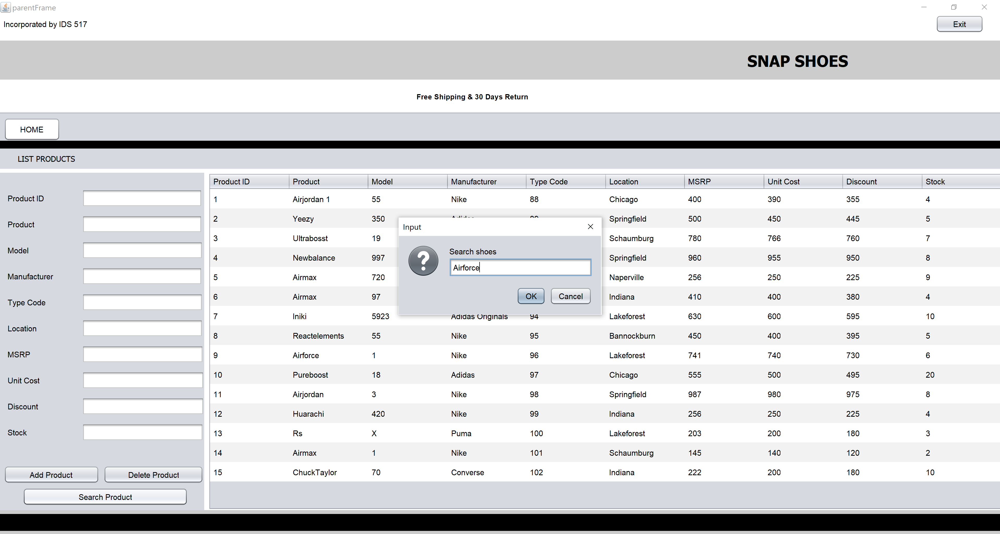 parentFrame
Incorporated by IDS 517
Exit
SNAP SHOES
Free Shipping & 30 Days Return
HOME
LIST PRODUCTS
Product ID
Product
Model
Manufacturer
Type Code
Location
MSRP
Unit Cost
Discount
Stock
Add Product
Delete Product
Search Product
Product ID Product Model Manufacturer Type Code Location MSRP Unit Cost Discount Stock
1 Airjordan 1 55 Nike 88 Chicago 400 390 355 4
2 Yeezy 350 Adidas 89 Springfield 500 450 445 5
3 Ultrabosst 19 Schaumburg 780 766 760 7
4 Newbalance 997 Springfield 960 955 950 8
5 Airmax 720 Naperville 256 250 225 9
6 Airmax 97 Indiana 410 400 380 4
7 Iniki 5923 Adidas Originals 94 Lakeforest 630 600 595 10
8 Reactelements 55 Nike 95 Bannockburn 450 400 395 5
9 Airforce 1 Nike 96 Lakeforest 741 740 730 6
10 Pureboost 18 Adidas 97 Chicago 555 500 495 20
11 Airjordan 3 Nike 98 Springfield 987 980 975 8
12 Huarachi 420 Nike 99 Indiana 256 250 225 4
13 Rs X Puma 100 Lakeforest 203 200 180 3
14 Airmax 1 Nike 101 Schaumburg 145 140 120 2
15 ChuckTaylor 70 Converse 102 Indiana 222 200 180 10
Input
Search shoes
Airforce
OK Cancel